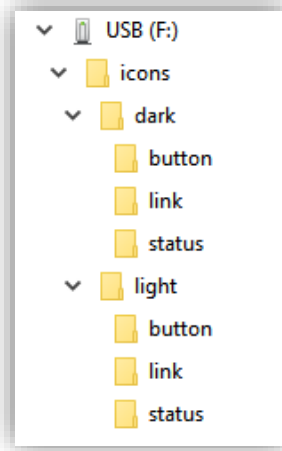 USB (F:)
icons
dark
button
link
status
light
button
link
status